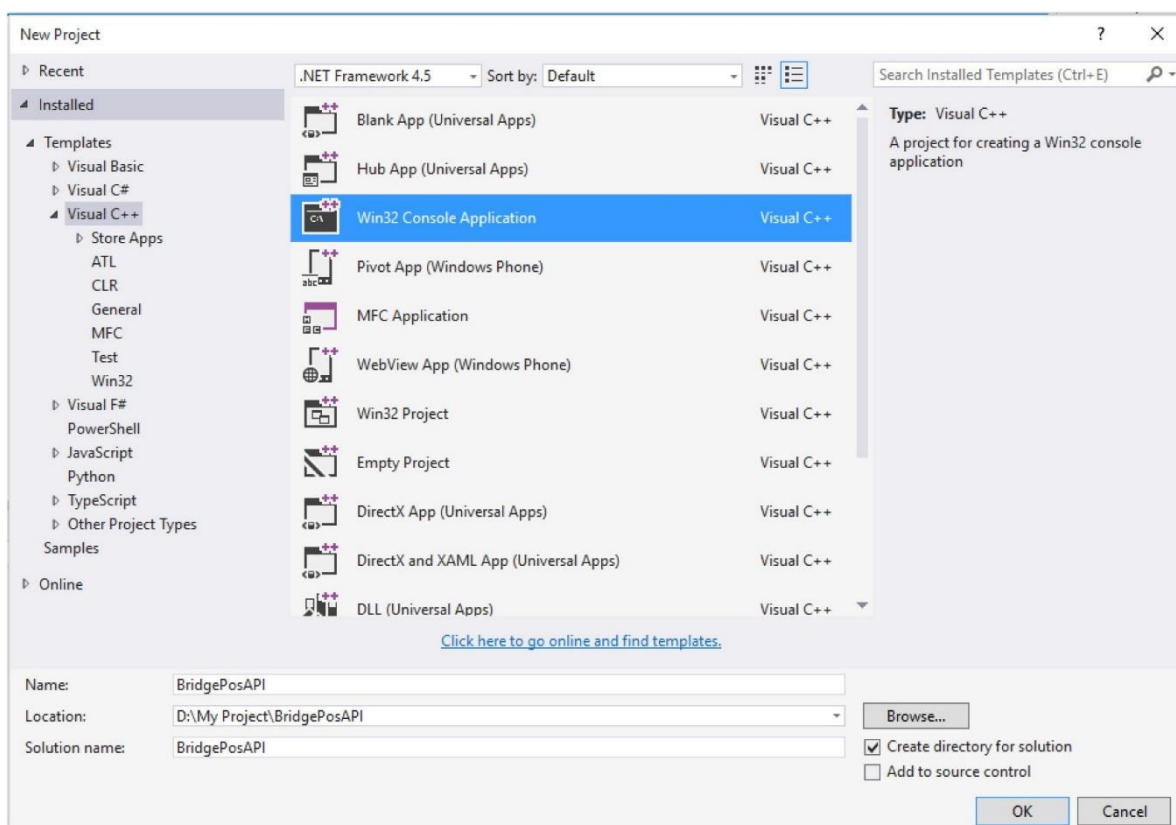 New Project
?
Recent
Installed
Templates
Visual Basic
Visual C#
Visual C++
Store Apps
ATL
CLR
General
MFC
Test
Win32
Visual F#
PowerShell
JavaScript
Python
TypeScript
Other Project Types
Samples
Online
.NET Framework 4.5 Sort by: Default
Blank App (Universal Apps) Visual C++
Hub App (Universal Apps) Visual C++
Win32 Console Application Visual C++
Pivot App (Windows Phone) Visual C++
MFC Application Visual C++
WebView App (Windows Phone) Visual C++
Win32 Project Visual C++
Empty Project Visual C++
DirectX App (Universal Apps) Visual C++
DirectX and XAML App (Universal Apps) Visual C++
DLL (Universal Apps) Visual C++
Click here to go online and find templates.
Search Installed Templates (Ctrl+E)
Type: Visual C++
A project for creating a Win32 console
application
Name: BridgePosAPI
Location: D:\My Project\BridgePosAPI Browse...
Solution name: BridgePosAPI
Create directory for solution
Add to source control
OK Cancel